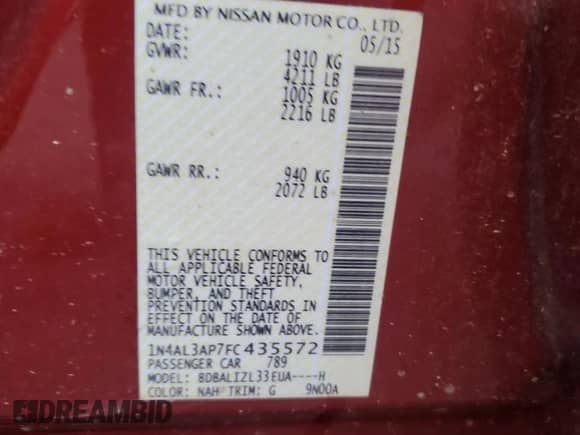 MFD BY NISSAN MOTOR CO., LTD.
DATE: 05/15
GVWR: 1910 KG
4211 LB
GAWR FR.: 1005 KG
2216 LB
GAWR RR.: 940 KG
2072 LB
THIS VEHICLE CONFORMS TO
ALL APPLICABLE FEDERAL
MOTOR VEHICLE SAFETY,
BUMPER, AND THEFT
PREVENTION STANDARDS IN
EFFECT ON THE DATE OF
MANUFACTURE SHOWN ABOVE.
1N4AL3AP7FC435572
PASSENGER CAR 789
MODEL: BDBALIZL33EUA----H
COLOR: NAH TRIM: G 9N00A
DREAMBID